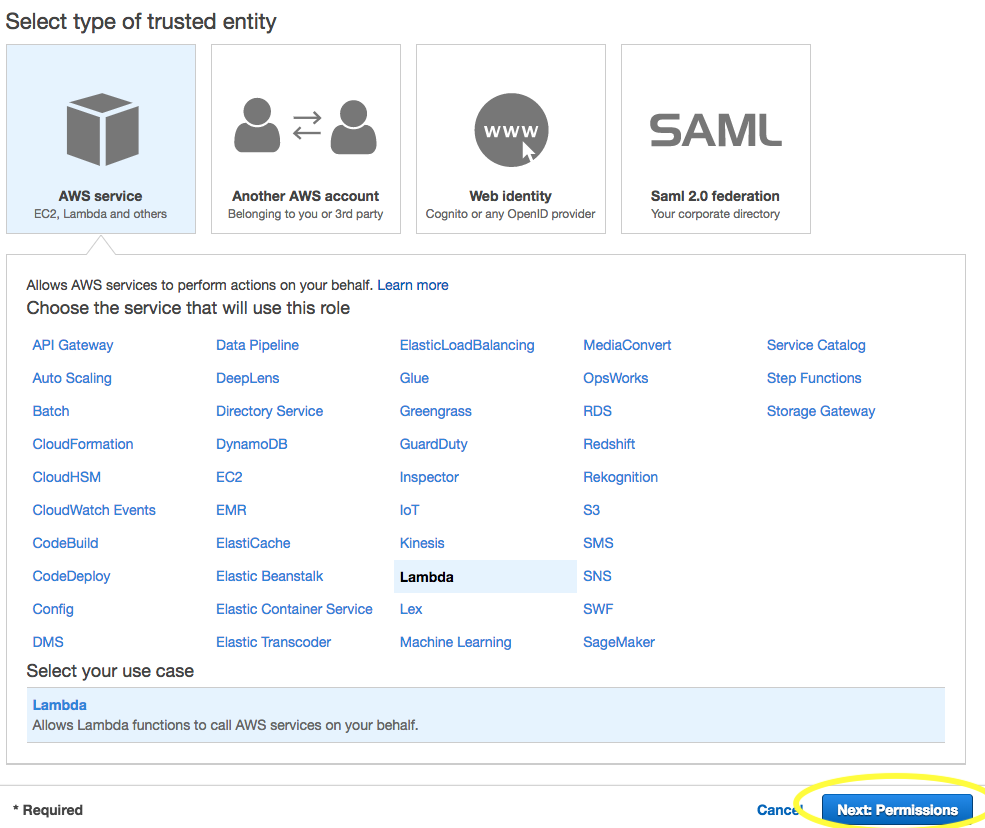 Select type of trusted entity
www
SAML
AWS service
EC2, Lambda and others
Another AWS account
Belonging to you or 3rd party
Web identity
Cognito or any OpenID provider
Saml 2.0 federation
Your corporate directory
Allows AWS services to perform actions on your behalf. Learn more
Choose the service that will use this role
API Gateway Data Pipeline ElasticLoadBalancing MediaConvert Service Catalog
Auto Scaling DeepLens Glue OpsWorks Step Functions
Batch Directory Service Greengrass RDS Storage Gateway
CloudFormation DynamoDB GuardDuty Redshift
CloudHSM EC2 Inspector Rekognition
CloudWatch Events EMR IoT S3
CodeBuild ElastiCache Kinesis SMS
CodeDeploy Elastic Beanstalk Lambda SNS
Config Elastic Container Service Lex SWF
DMS Elastic Transcoder Machine Learning SageMaker
Select your use case
Lambda
Allows Lambda functions to call AWS services on your behalf.
* Required Cancel Next: Permissions